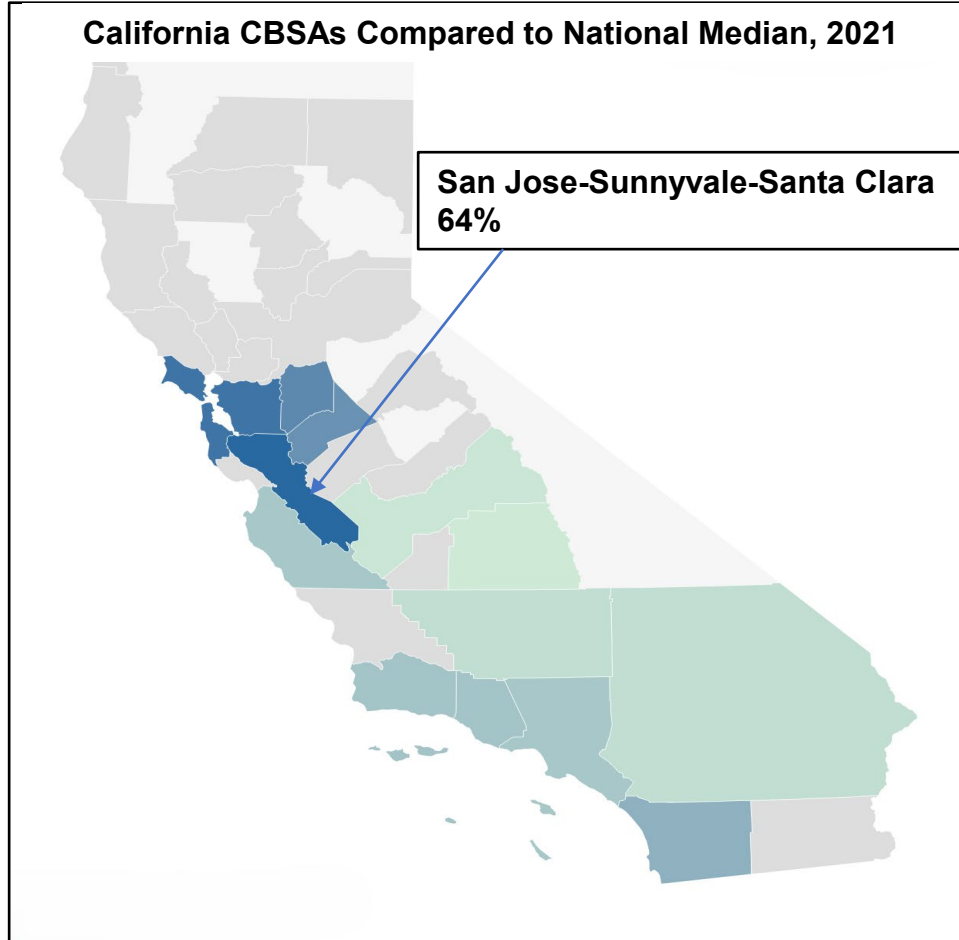 California CBSAs Compared to National Median, 2021
San Jose-Sunnyvale-Santa Clara
64%